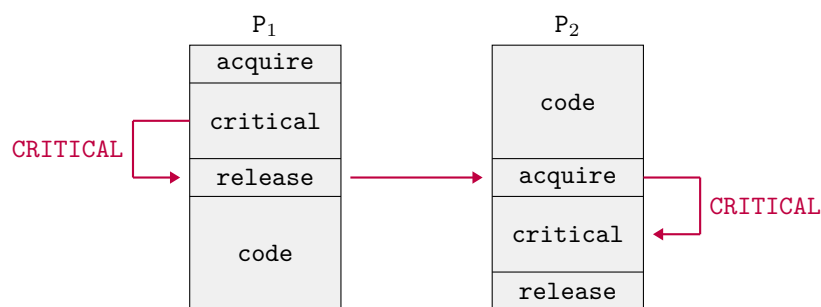 P₁
acquire
critical
CRITICAL
release
code
P₂
code
acquire
CRITICAL
critical
release